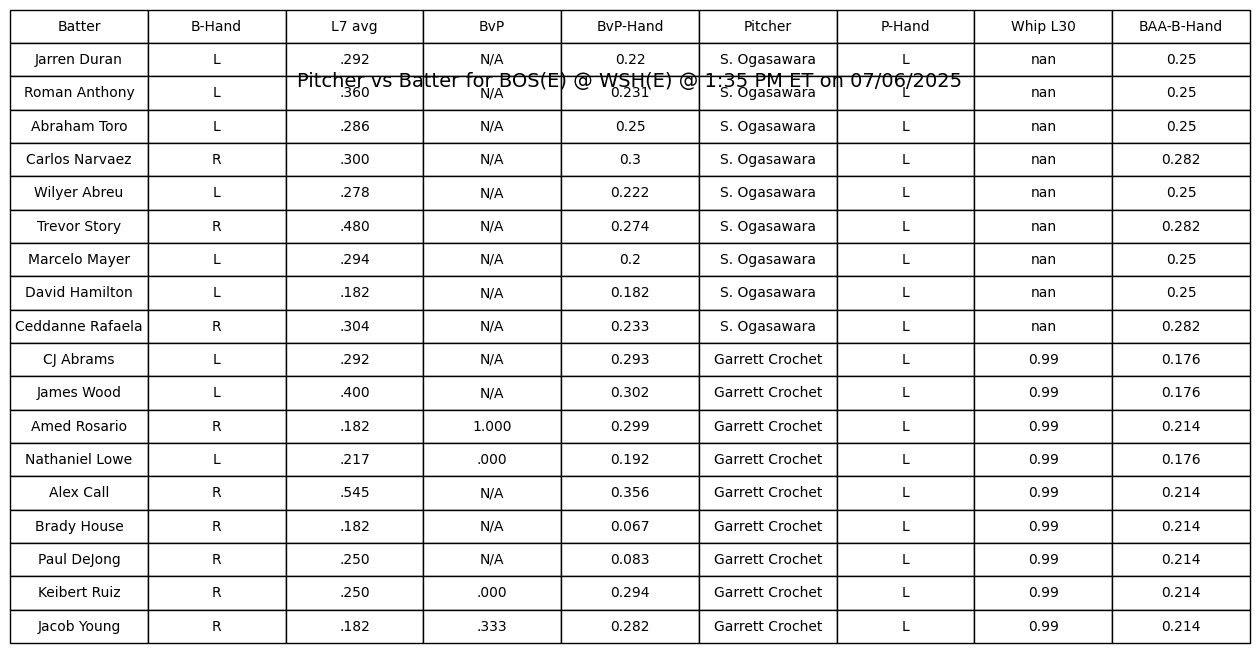 Batter B-Hand L7 avg BvP BvP-Hand Pitcher P-Hand Whip L30 BAA-B-Hand
Jarren Duran L .292 N/A 0.22 S. Ogasawara L nan 0.25
Pitcher vs Batter for BOS(E) @ WSH(E) @ 1:35 PM ET on 07/06/2025
Roman Anthony L .360 N/A 0.231 S. Ogasawara L nan 0.25
Abraham Toro L .286 N/A 0.25 S. Ogasawara L nan 0.25
Carlos Narvaez R .300 N/A 0.3 S. Ogasawara L nan 0.282
Wilyer Abreu L .278 N/A 0.222 S. Ogasawara L nan 0.25
Trevor Story R .480 N/A 0.274 S. Ogasawara L nan 0.282
Marcelo Mayer L .294 N/A 0.2 S. Ogasawara L nan 0.25
David Hamilton L .182 N/A 0.182 S. Ogasawara L nan 0.25
Ceddanne Rafaela R .304 N/A 0.233 S. Ogasawara L nan 0.282
CJ Abrams L .292 N/A 0.293 Garrett Crochet L 0.99 0.176
James Wood L .400 N/A 0.302 Garrett Crochet L 0.99 0.176
Amed Rosario R .182 1.000 0.299 Garrett Crochet L 0.99 0.214
Nathaniel Lowe L .217 .000 0.192 Garrett Crochet L 0.99 0.176
Alex Call R .545 N/A 0.356 Garrett Crochet L 0.99 0.214
Brady House R .182 N/A 0.067 Garrett Crochet L 0.99 0.214
Paul DeJong R .250 N/A 0.083 Garrett Crochet L 0.99 0.214
Keibert Ruiz R .250 .000 0.294 Garrett Crochet L 0.99 0.214
Jacob Young R .182 .333 0.282 Garrett Crochet L 0.99 0.214